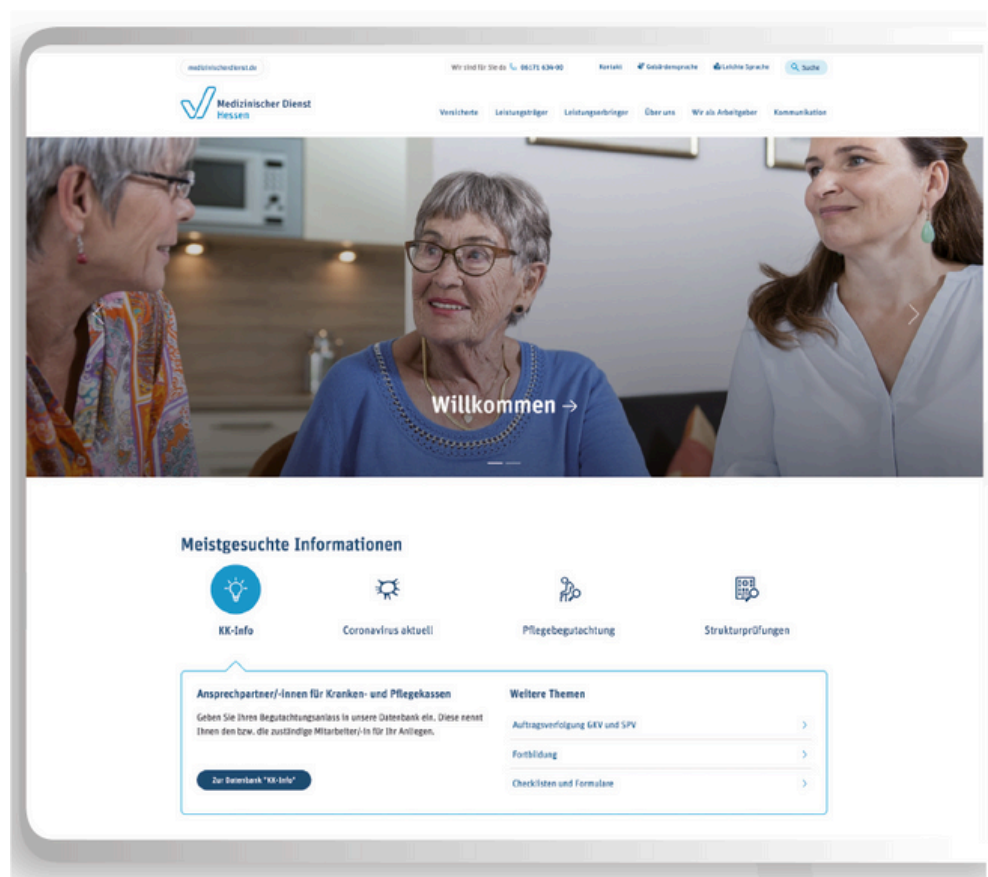 medizinischerdienst.de
Wir sind für Sie da 06171 634-00 Kontakt Gebärdensprache Leichte Sprache Suche
Medizinischer Dienst
Hessen
Versicherte Leistungsträger Leistungserbringer Über uns Wir als Arbeitgeber Kommunikation
Willkommen →
Meistgesuchte Informationen
KK-Info Coronavirus aktuell Pflegebegutachtung Strukturprüfungen
Ansprechpartner/-innen für Kranken- und Pflegekassen
Geben Sie Ihren Begutachtungsanlass in unsere Datenbank ein. Diese nennt
Ihnen den bzw. die zuständige Mitarbeiter/-in für Ihr Anliegen.
Zur Datenbank "KK-Info"
Weitere Themen
Auftragsverfolgung GKV und SPV
Fortbildung
Checklisten und Formulare